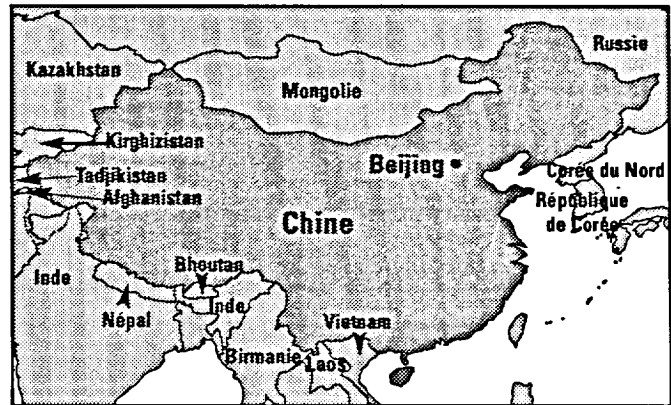 Russie
Kazakhstan
Mongolie
Kirghizistan
Beijing
Tadjikistan
Afghanistan
Corée du Nord
République
de Corée
Chine
Inde
Bhoutan
Népal
Inde
Vietnam
Birmanie
Laos